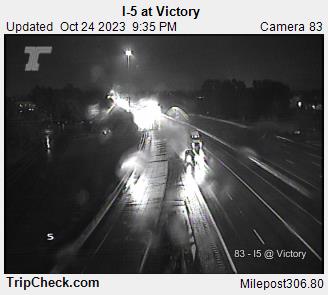 I-5 at Victory
Updated Oct 24 2023 9:35 PM Camera 83
T
S
83 - I5 @ Victory
TripCheck.com Milepost306.80